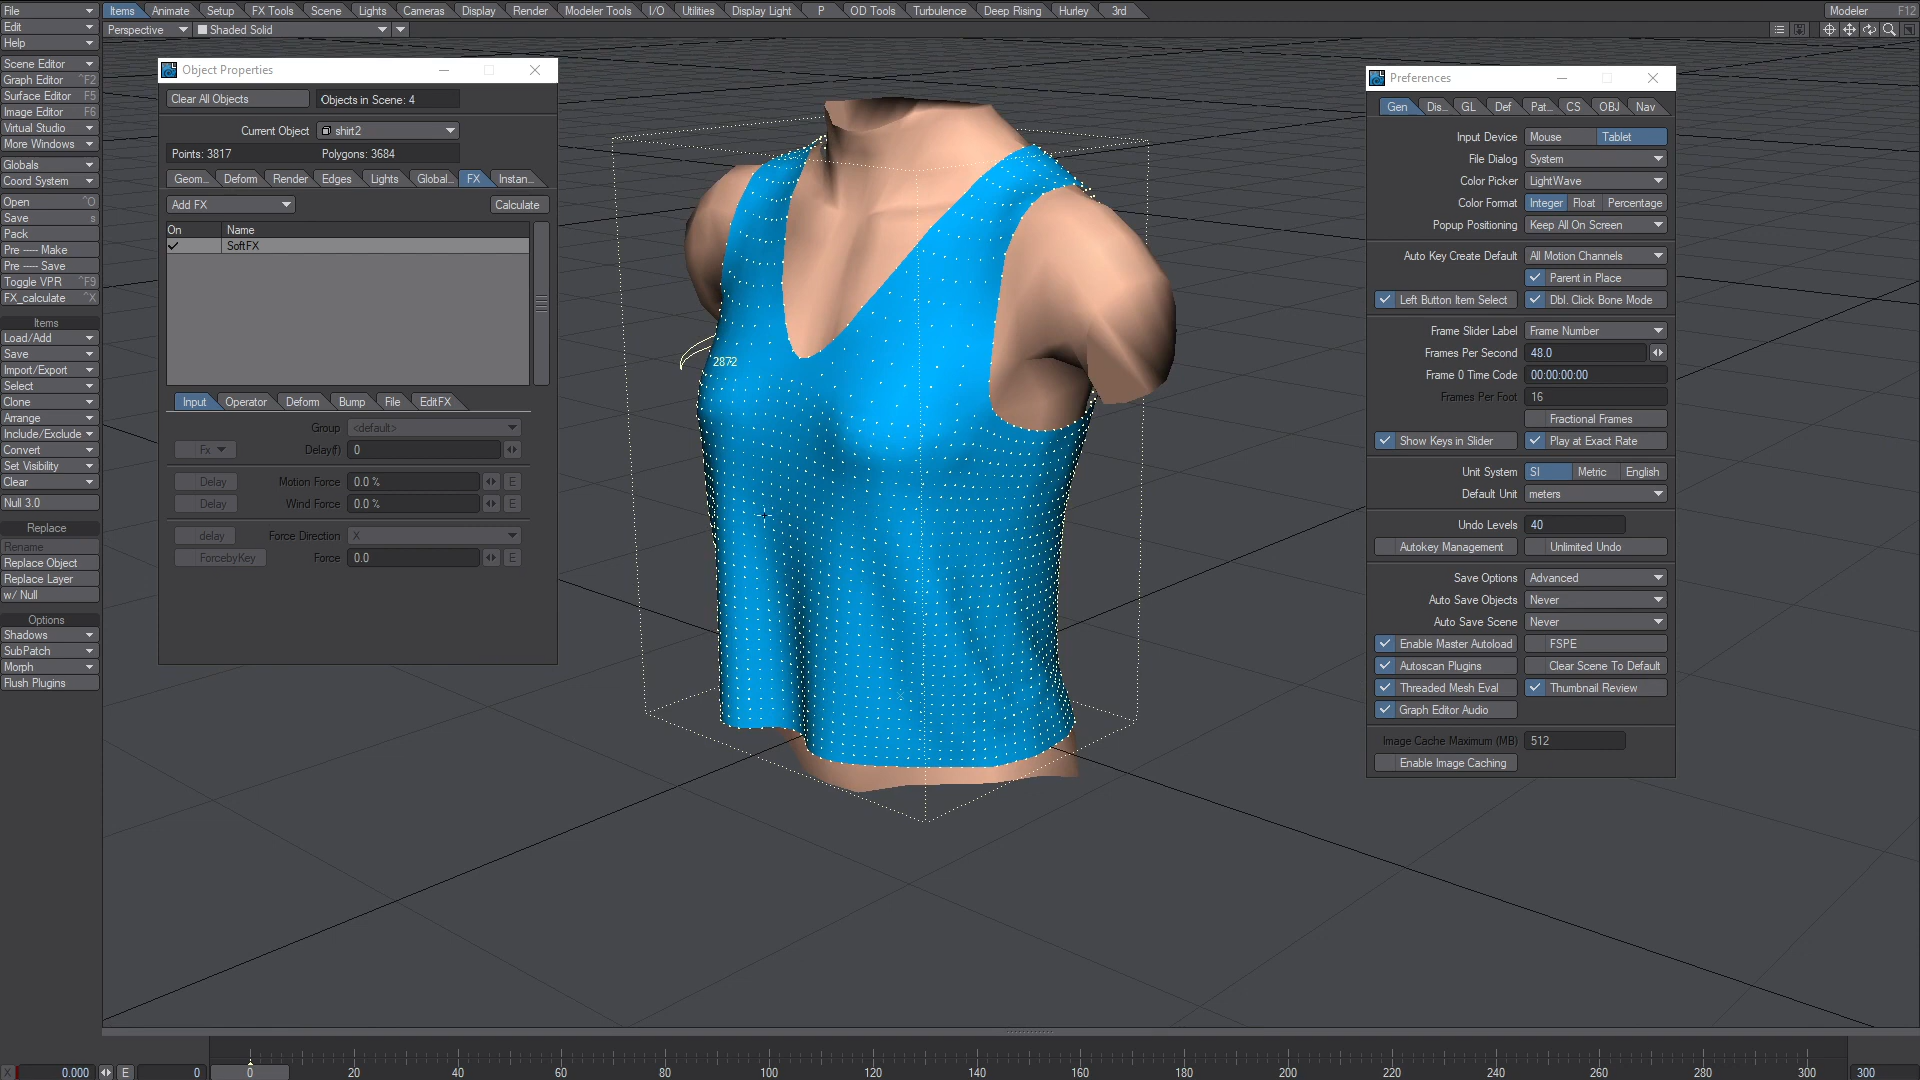 File
Edit
Help
Scene Editor
Graph Editor ^F2
Surface Editor F5
Image Editor F6
Virtual Studio
More Windows
Globals
Coord System
Open ^O
Save s
Pack
Pre ---- Make
Pre ---- Save
Toggle VPR ^F9
FX_calculate ^X
Items
Load/Add
Save
Import/Export
Select
Clone
Arrange
Include/Exclude
Convert
Set Visibility
Clear
Null 3.0
Replace
Rename
Replace Object
Replace Layer
w/ Null
Options
Shadows
SubPatch
Morph
Flush Plugins
Items Animate Setup FX Tools Scene Lights Cameras Display Render Modeler Tools I/O Utilities Display Light P OD Tools Turbulence Deep Rising Hurley 3rd Modeler F12
Perspective Shaded Solid
Object Properties
Clear All Objects Objects in Scene: 4
Current Object shirt2
Points: 3817 Polygons: 3684
Geom... Deform Render Edges Lights Global... FX Instan...
Add FX Calculate
On Name
SoftFX
Input Operator Deform Bump File EditFX
Group <default>
Fx Delay(f) 0
Delay Motion Force 0.0 % E
Delay Wind Force 0.0 % E
delay Force Direction X
ForcebyKey Force 0.0 E
2872
Preferences
Gen Dis... GL Def Pat... CS OBJ Nav
Input Device Mouse Tablet
File Dialog System
Color Picker LightWave
Color Format Integer Float Percentage
Popup Positioning Keep All On Screen
Auto Key Create Default All Motion Channels
Parent in Place
Left Button Item Select Dbl. Click Bone Mode
Frame Slider Label Frame Number
Frames Per Second 48.0
Frame 0 Time Code 00:00:00:00
Frames Per Foot 16
Fractional Frames
Show Keys in Slider Play at Exact Rate
Unit System SI Metric English
Default Unit meters
Undo Levels 40
Autokey Management Unlimited Undo
Save Options Advanced
Auto Save Objects Never
Auto Save Scene Never
Enable Master Autoload FSPE
Autoscan Plugins Clear Scene To Default
Threaded Mesh Eval Thumbnail Review
Graph Editor Audio
Image Cache Maximum (MB) 512
Enable Image Caching
X 0.000 E 0 0 20 40 60 80 100 120 140 160 180 200 220 240 260 280 300 300